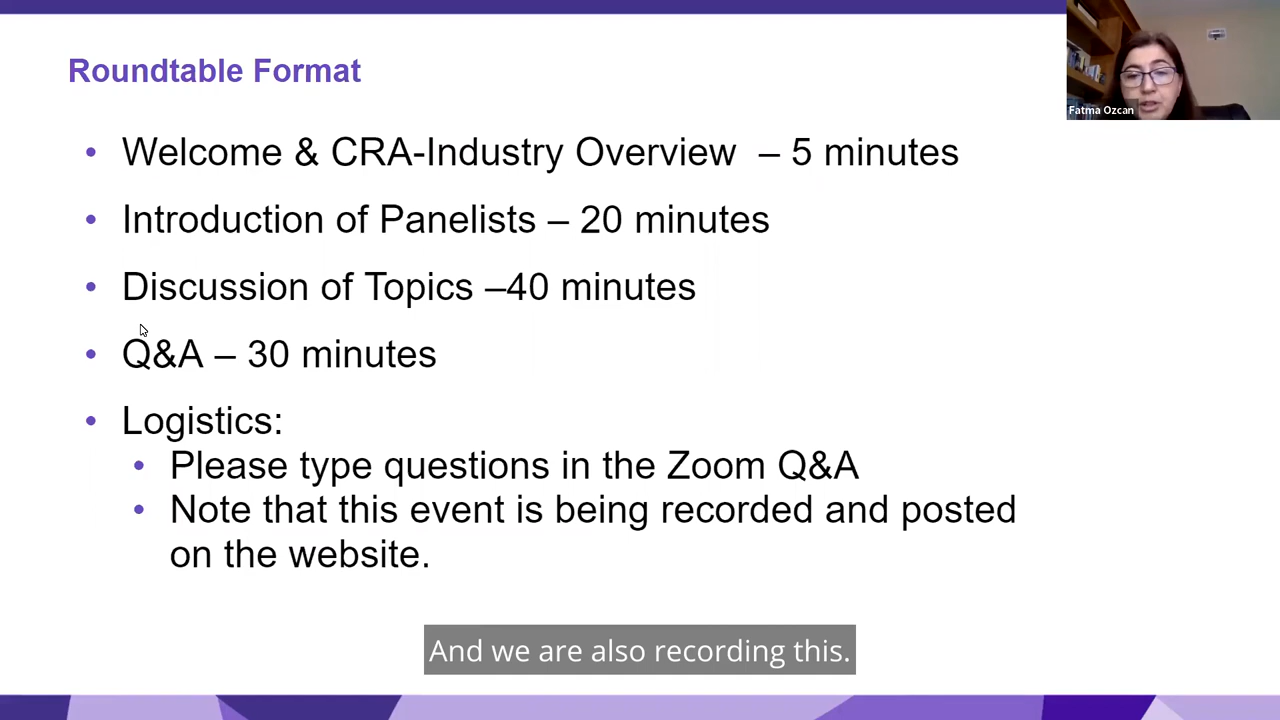 Roundtable Format
Fatma Ozcan
• Welcome & CRA-Industry Overview – 5 minutes
• Introduction of Panelists – 20 minutes
• Discussion of Topics –40 minutes
• Q&A – 30 minutes
• Logistics:
• Please type questions in the Zoom Q&A
• Note that this event is being recorded and posted
on the website.
And we are also recording this.